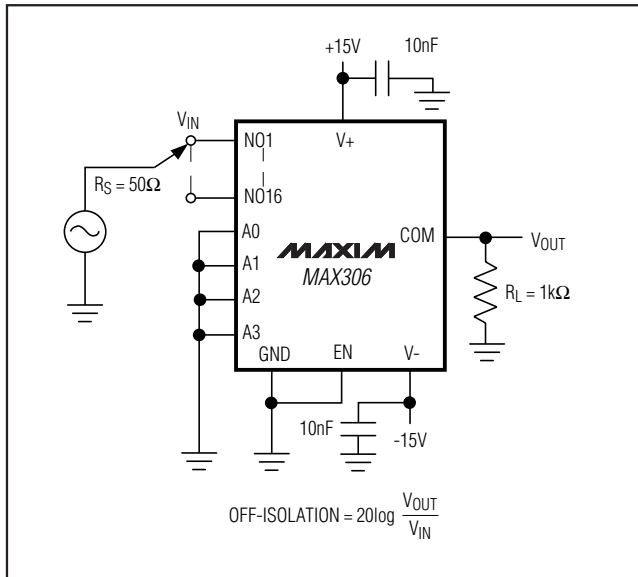 +15V
10nF
V+
VIN
NO1
RS = 50Ω
NO16
A0
MAXIM
COM
VOUT
A1
MAX306
A2
RL = 1kΩ
A3
GND
EN
V-
10nF
-15V
OFF-ISOLATION = 20log VOUT
VIN